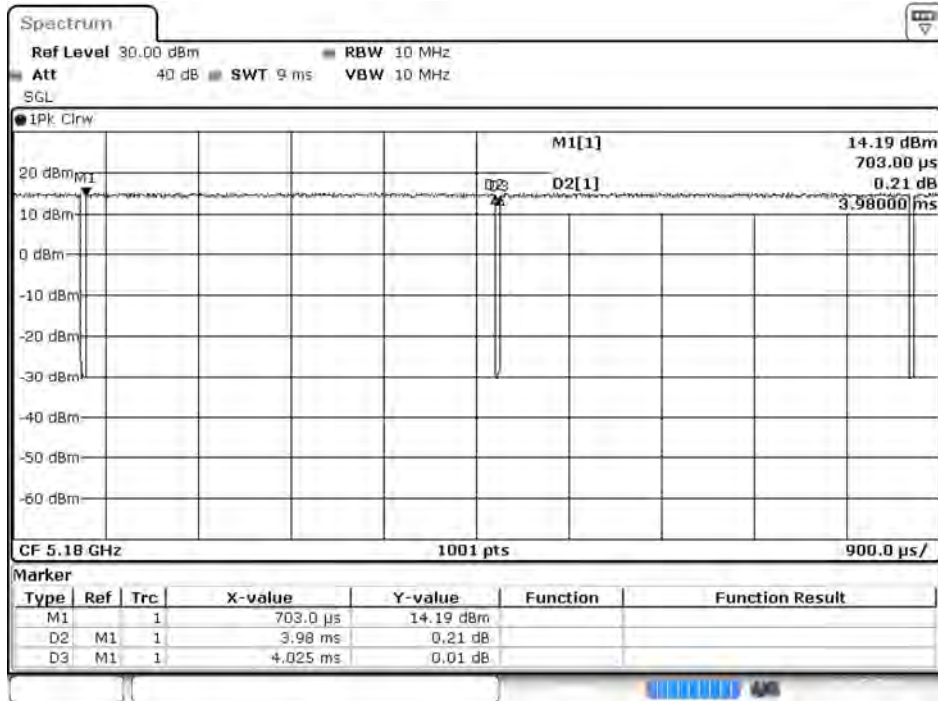 Spectrum
Ref Level 30.00 dBm RBW 10 MHz
Att 40 dB SWT 9 ms VBW 10 MHz
SGL
1Pk Clrw
M1[1] 14.19 dBm
703.00 µs
20 dBm M1
D2[1] 0.21 dB
3.98000 ms
10 dBm
0 dBm
-10 dBm
-20 dBm
-30 dBm
-40 dBm
-50 dBm
-60 dBm
CF 5.18 GHz 1001 pts 900.0 µs/
Marker
Type Ref Trc X-value Y-value Function Function Result
M1 1 703.0 µs 14.19 dBm
D2 M1 1 3.98 ms 0.21 dB
D3 M1 1 4.025 ms 0.01 dB